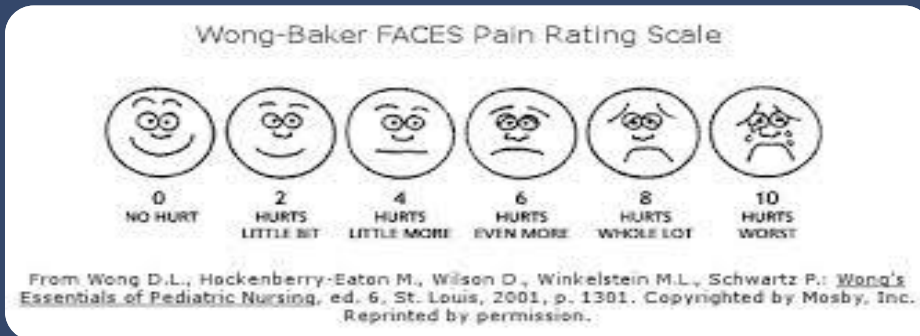 Wong-Baker FACES Pain Rating Scale
0 2 4 6 8 10
NO HURT HURTS HURTS HURTS HURTS HURTS
LITTLE BIT LITTLE MORE EVEN MORE WHOLE LOT WORST
From Wong D.L., Hockenberry-Eaton M., Wilson D., Winkelstein M.L., Schwartz P.: Wong's
Essentials of Pediatric Nursing, ed. 6, St. Louis, 2001, p. 1301. Copyrighted by Mosby, Inc.
Reprinted by permission.